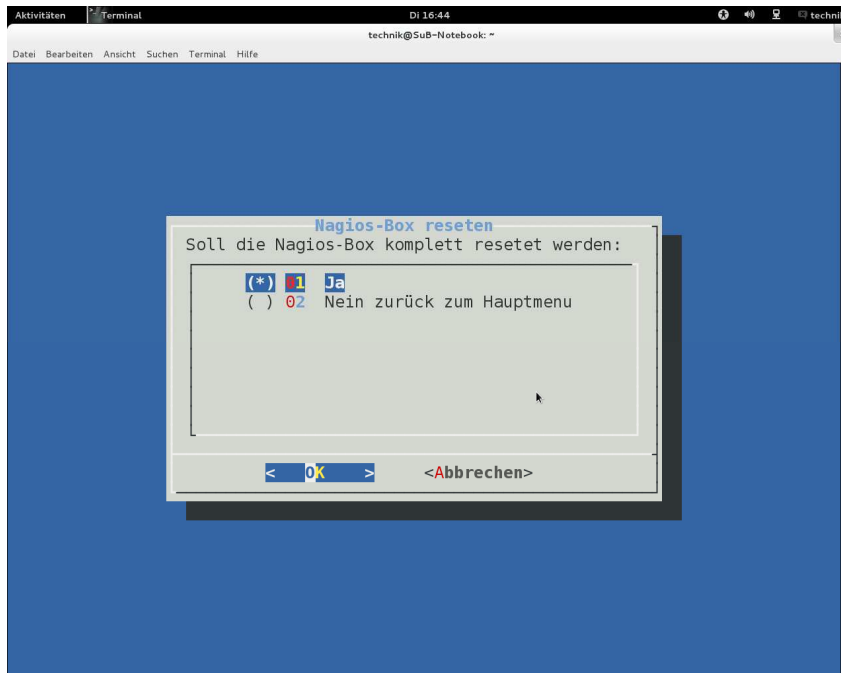 Aktivitäten Terminal Di 16:44 techni
technik@SuB-Notebook: ~
Datei Bearbeiten Ansicht Suchen Terminal Hilfe
Nagios-Box reseten
Soll die Nagios-Box komplett resetet werden:
(*) 01 Ja
( ) 02 Nein zurück zum Hauptmenu
< OK > <Abbrechen>